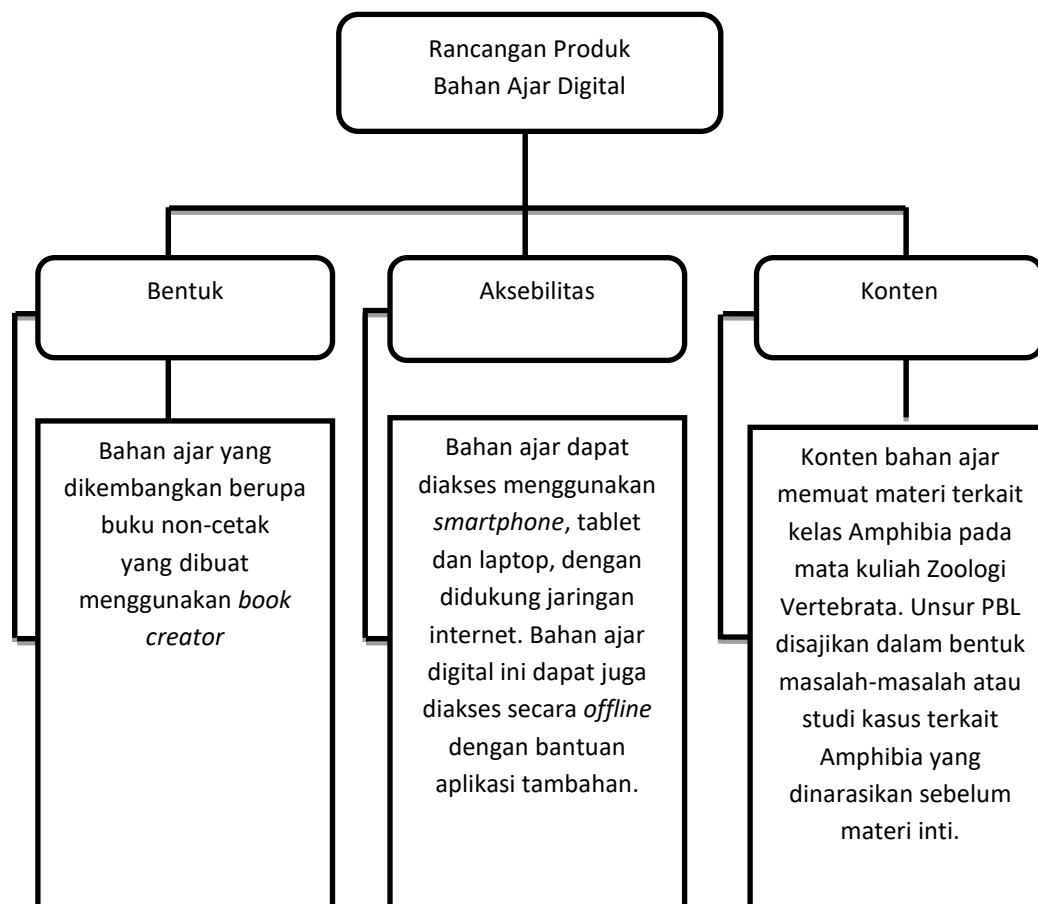 Rancangan Produk
Bahan Ajar Digital
Bentuk
Aksebilitas
Konten
Bahan ajar yang
dikembangkan berupa
buku non-cetak
yang dibuat
menggunakan book
creator
Bahan ajar dapat
diakses menggunakan
smartphone, tablet
dan laptop, dengan
didukung jaringan
internet. Bahan ajar
digital ini dapat juga
diakses secara offline
dengan bantuan
aplikasi tambahan.
Konten bahan ajar
memuat materi terkait
kelas Amphibia pada
mata kuliah Zoologi
Vertebrata. Unsur PBL
disajikan dalam bentuk
masalah-masalah atau
studi kasus terkait
Amphibia yang
dinarasikan sebelum
materi inti.